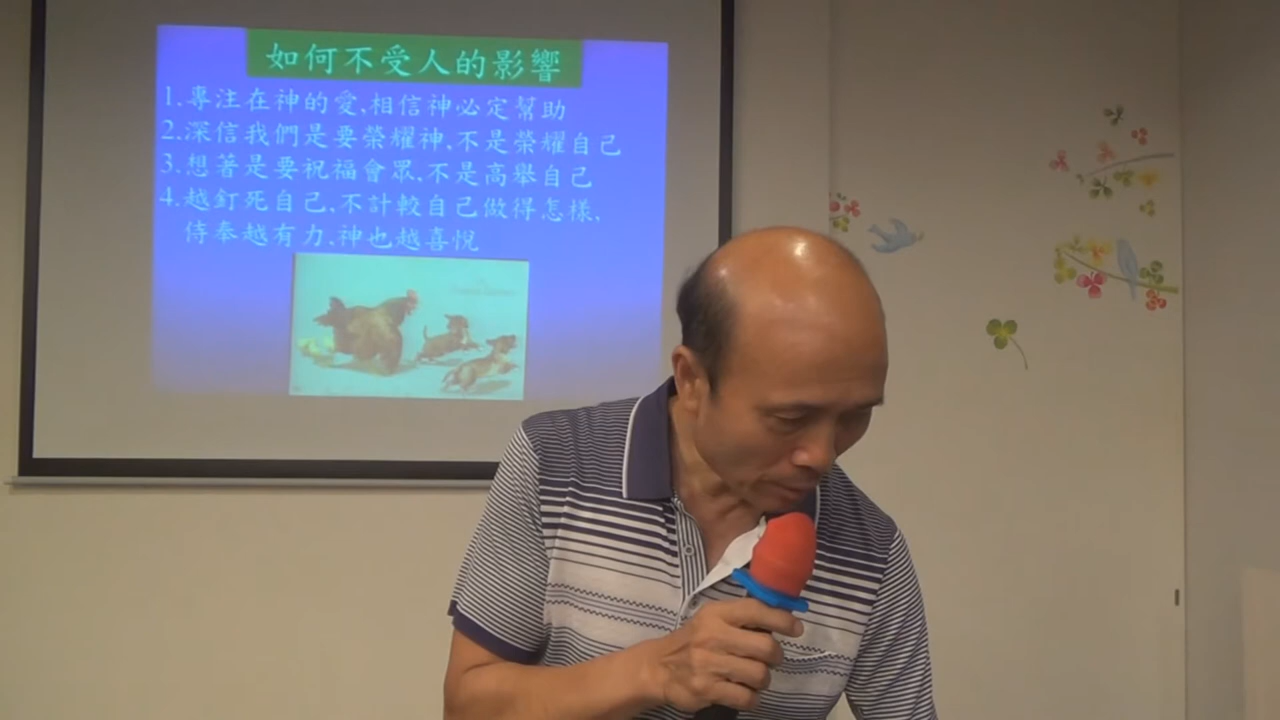 如何不受人的影響
1.專注在神的愛,相信神必定幫助
2.深信我們是要榮耀神,不是榮耀自己
3.想著是要祝福會眾,不是高舉自己
4.越釘死自己,不計較自己做得怎樣,
侍奉越有力,神也越喜悅